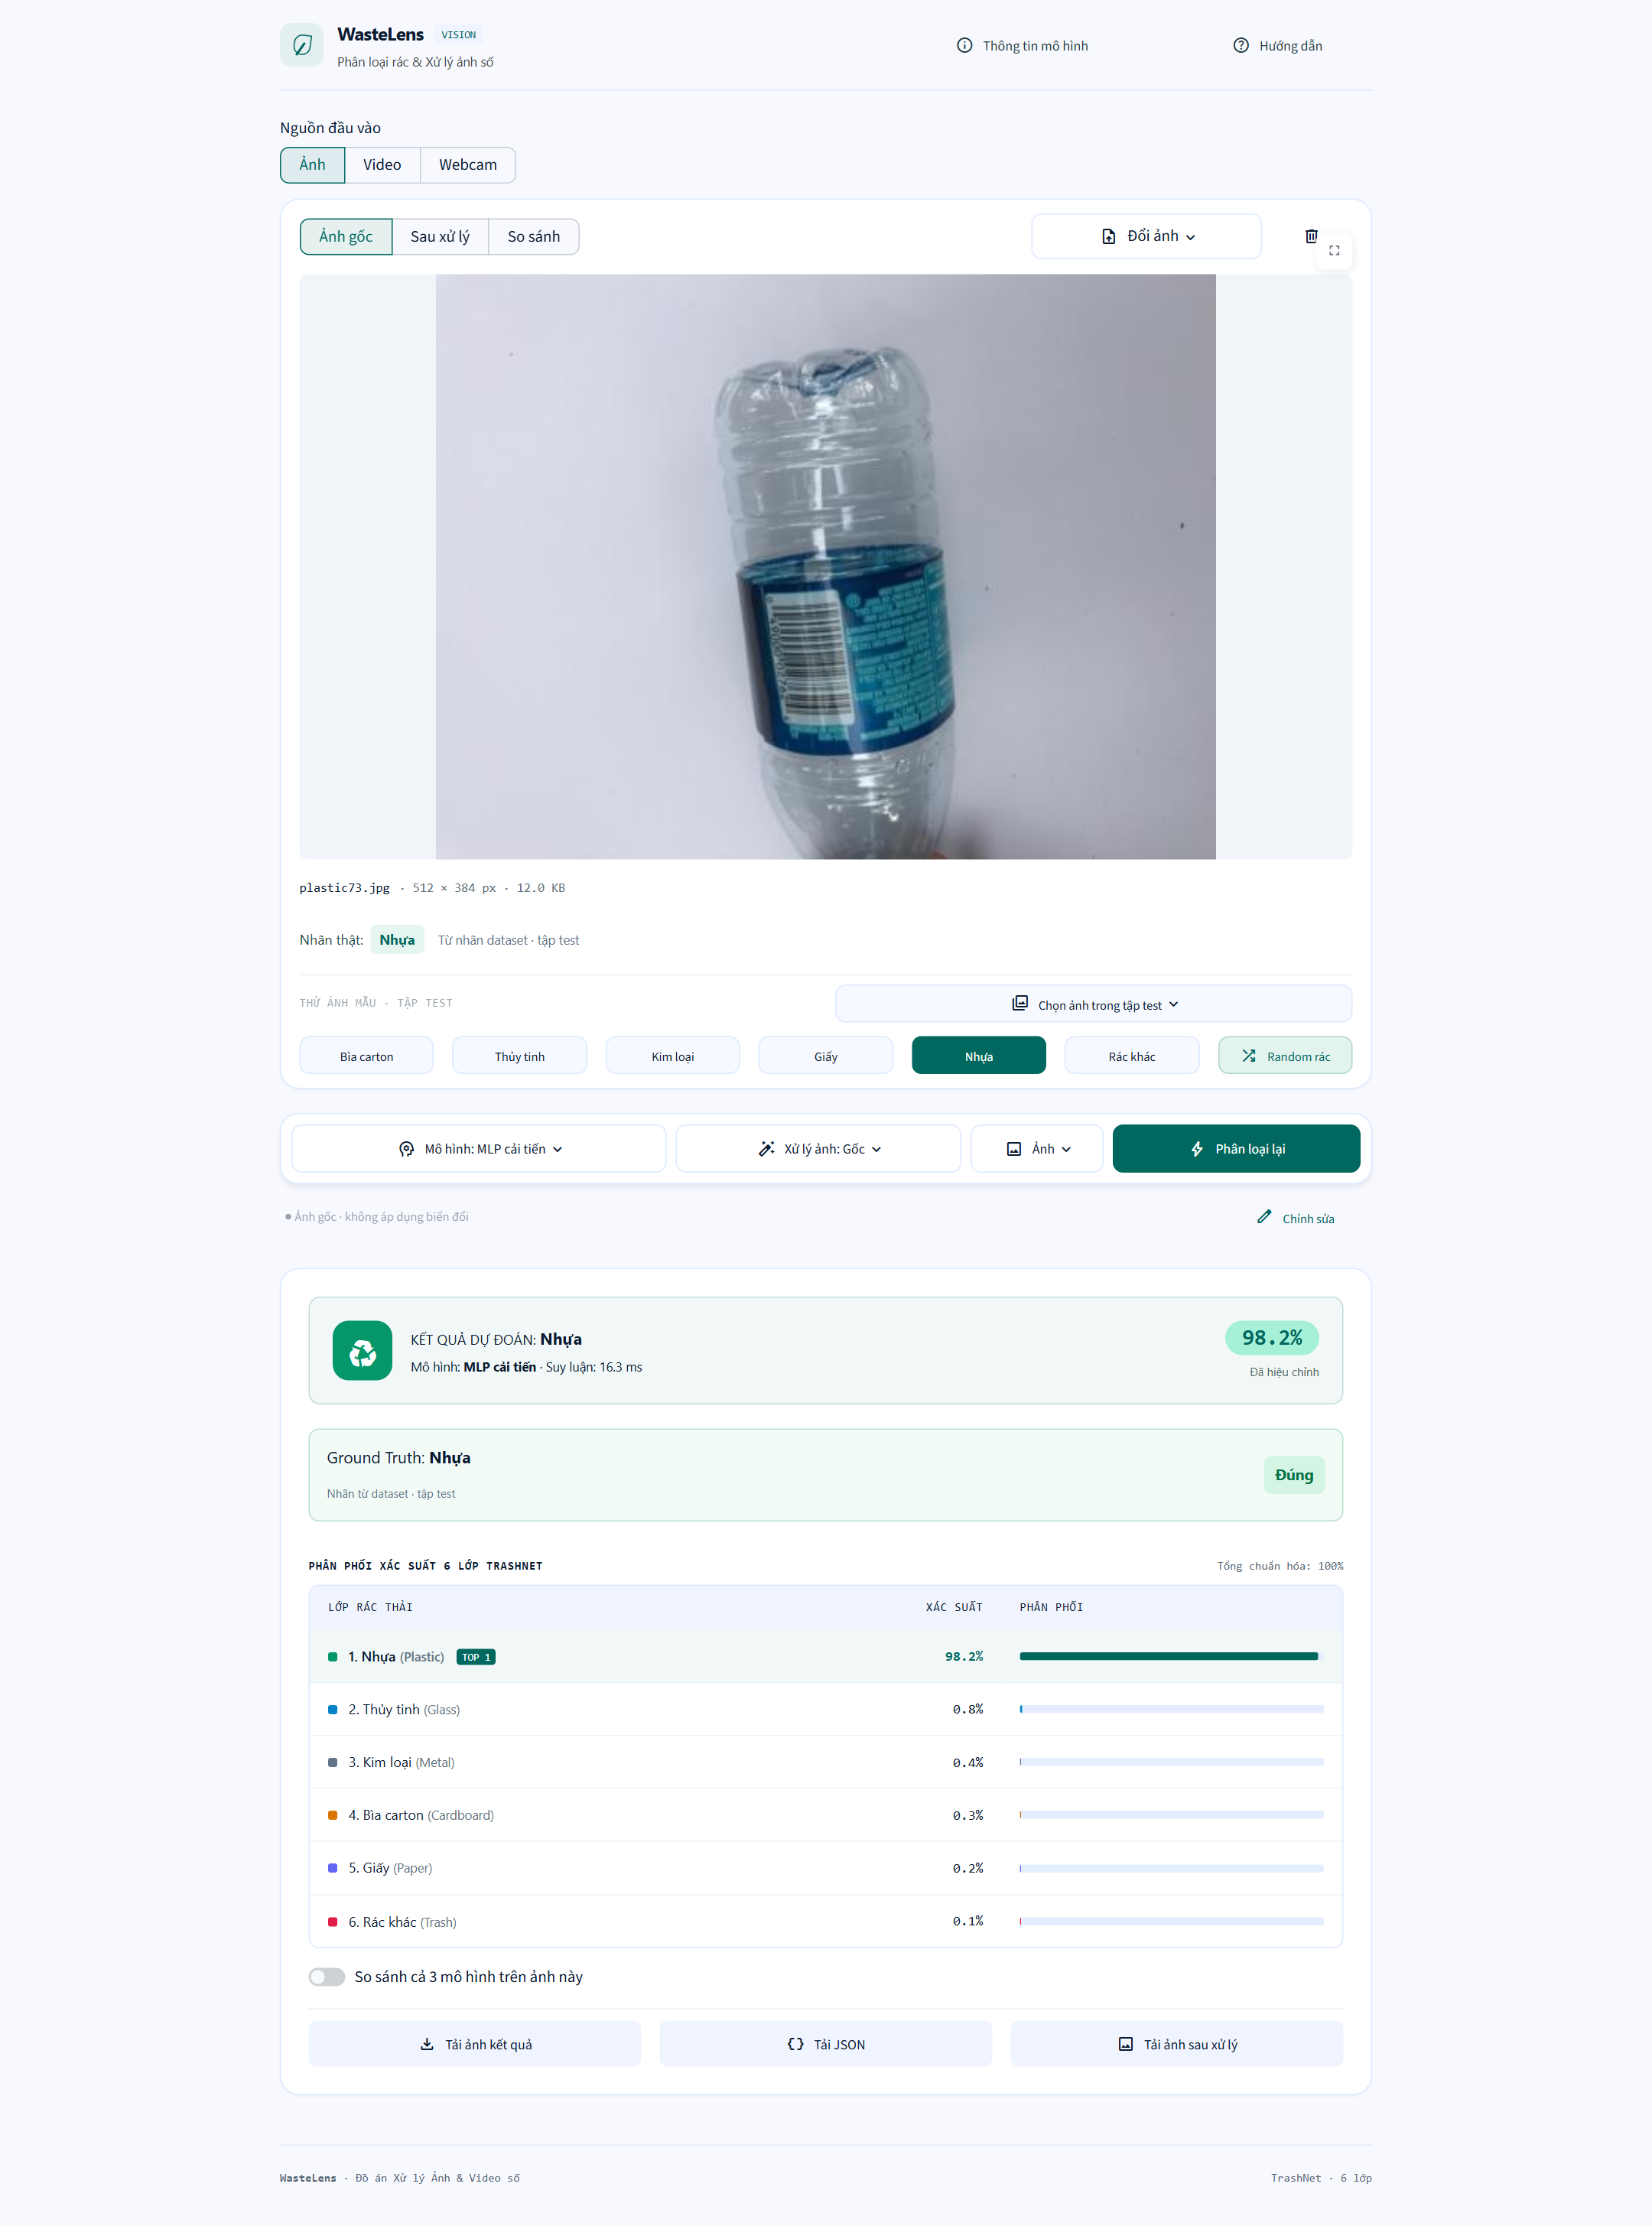 WasteLens VISION
Phân loại rác & Xử lý ảnh số
Thông tin mô hình
Hướng dẫn
Nguồn đầu vào
Ảnh Video Webcam
Ảnh gốc Sau xử lý So sánh
Đổi ảnh
plastic73.jpg · 512 × 384 px · 12.0 KB
Nhãn thật: Nhựa Từ nhãn dataset · tập test
THỬ ẢNH MẪU · TẬP TEST
Chọn ảnh trong tập test
Bìa carton Thủy tinh Kim loại Giấy Nhựa Rác khác Random rác
Mô hình: MLP cải tiến
Xử lý ảnh: Gốc
Ảnh
Phân loại lại
Ảnh gốc · không áp dụng biến đổi
Chỉnh sửa
KẾT QUẢ DỰ ĐOÁN: Nhựa
Mô hình: MLP cải tiến · Suy luận: 16.3 ms
98.2%
Đã hiệu chỉnh
Ground Truth: Nhựa
Nhãn từ dataset · tập test
Đúng
PHÂN PHỐI XÁC SUẤT 6 LỚP TRASHNET
Tổng chuẩn hóa: 100%
LỚP RÁC THẢI XÁC SUẤT PHÂN PHỐI
1. Nhựa (Plastic) TOP 1 98.2%
2. Thủy tinh (Glass) 0.8%
3. Kim loại (Metal) 0.4%
4. Bìa carton (Cardboard) 0.3%
5. Giấy (Paper) 0.2%
6. Rác khác (Trash) 0.1%
So sánh cả 3 mô hình trên ảnh này
Tải ảnh kết quả
Tải JSON
Tải ảnh sau xử lý
WasteLens · Đồ án Xử lý Ảnh & Video số
TrashNet · 6 lớp